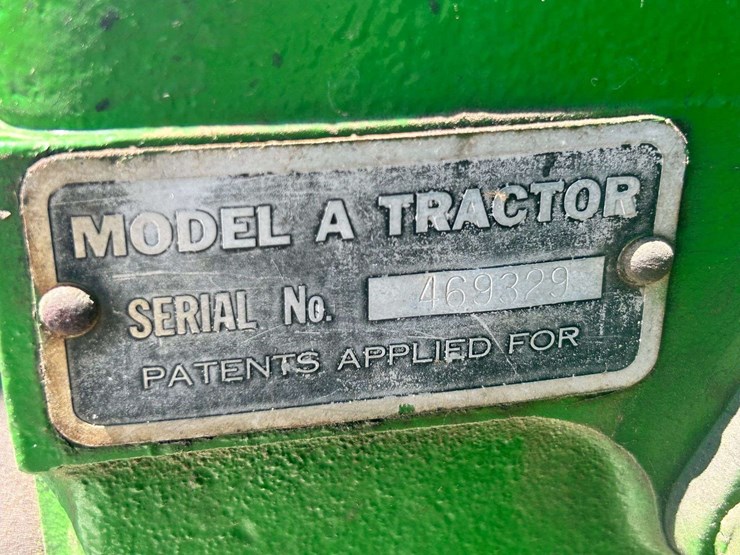 MODEL A TRACTOR
SERIAL No. 469329
PATENTS APPLIED FOR